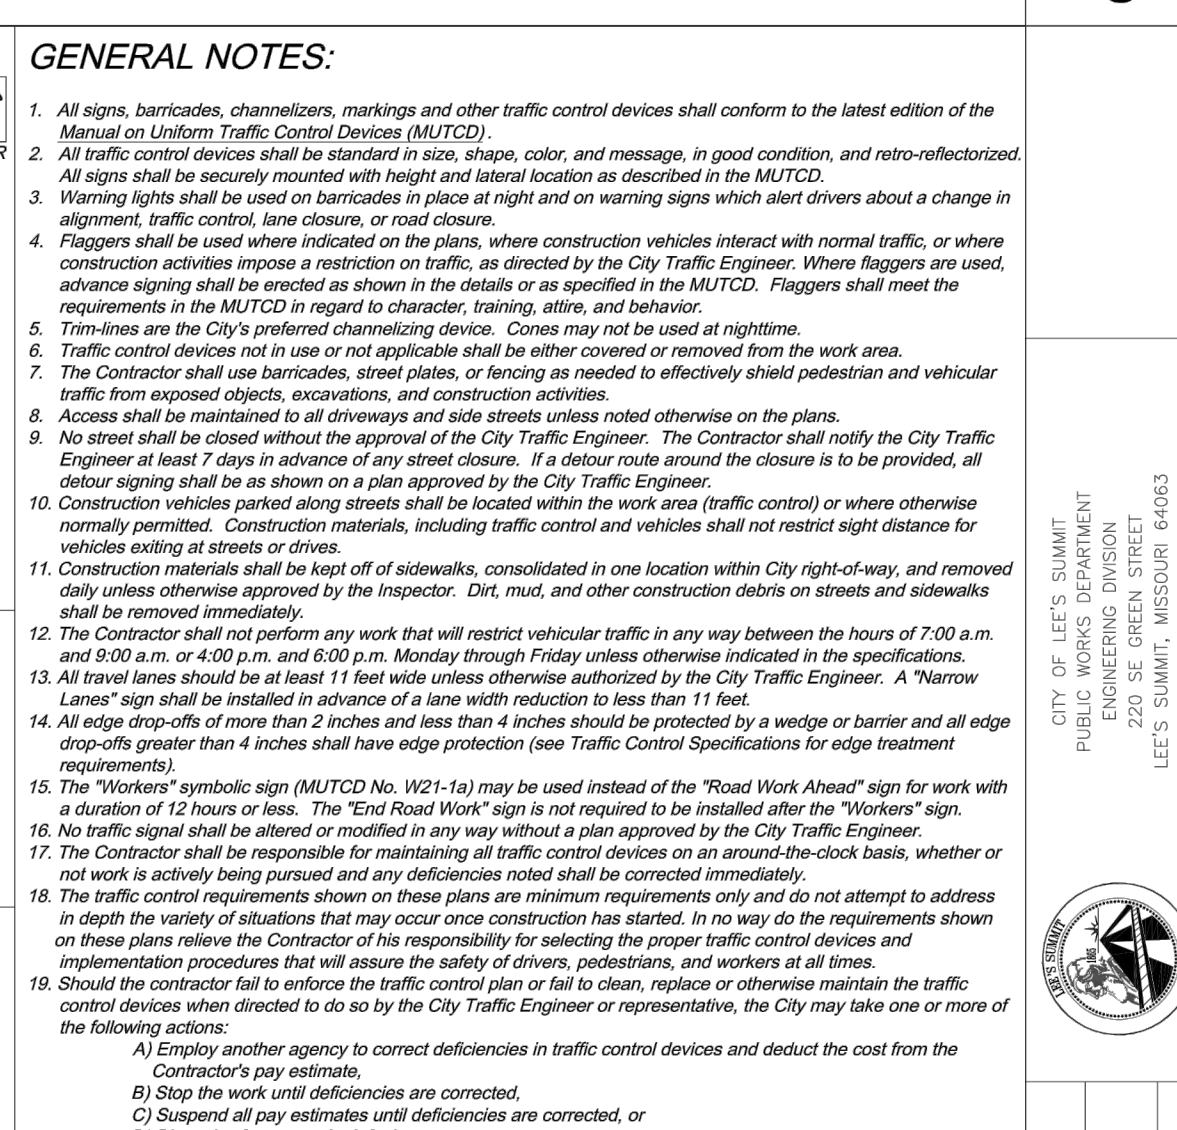 GENERAL NOTES:
1. All signs, barricades, channelizers, markings and other traffic control devices shall conform to the latest edition of the
Manual on Uniform Traffic Control Devices (MUTCD).
2. All traffic control devices shall be standard in size, shape, color, and message, in good condition, and retro-reflectorized.
All signs shall be securely mounted with height and lateral location as described in the MUTCD.
3. Warning lights shall be used on barricades in place at night and on warning signs which alert drivers about a change in
alignment, traffic control, lane closure, or road closure.
4. Flaggers shall be used where indicated on the plans, where construction vehicles interact with normal traffic, or where
construction activities impose a restriction on traffic, as directed by the City Traffic Engineer. Where flaggers are used,
advance signing shall be erected as shown in the details or as specified in the MUTCD. Flaggers shall meet the
requirements in the MUTCD in regard to character, training, attire, and behavior.
5. Trim-lines are the City's preferred channelizing device. Cones may not be used at nighttime.
6. Traffic control devices not in use or not applicable shall be either covered or removed from the work area.
7. The Contractor shall use barricades, street plates, or fencing as needed to effectively shield pedestrian and vehicular
traffic from exposed objects, excavations, and construction activities.
8. Access shall be maintained to all driveways and side streets unless noted otherwise on the plans.
9. No street shall be closed without the approval of the City Traffic Engineer. The Contractor shall notify the City Traffic
Engineer at least 7 days in advance of any street closure. If a detour route around the closure is to be provided, all
detour signing shall be as shown on a plan approved by the City Traffic Engineer.
10. Construction vehicles parked along streets shall be located within the work area (traffic control) or where otherwise
normally permitted. Construction materials, including traffic control and vehicles shall not restrict sight distance for
vehicles exiting at streets or drives.
11. Construction materials shall be kept off of sidewalks, consolidated in one location within City right-of-way, and removed
daily unless otherwise approved by the Inspector. Dirt, mud, and other construction debris on streets and sidewalks
shall be removed immediately.
12. The Contractor shall not perform any work that will restrict vehicular traffic in any way between the hours of 7:00 a.m.
and 9:00 a.m. or 4:00 p.m. and 6:00 p.m. Monday through Friday unless otherwise indicated in the specifications.
13. All travel lanes should be at least 11 feet wide unless otherwise authorized by the City Traffic Engineer. A "Narrow
Lanes" sign shall be installed in advance of a lane width reduction to less than 11 feet.
14. All edge drop-offs of more than 2 inches and less than 4 inches should be protected by a wedge or barrier and all edge
drop-offs greater than 4 inches shall have edge protection (see Traffic Control Specifications for edge treatment
requirements).
15. The "Workers" symbolic sign (MUTCD No. W21-1a) may be used instead of the "Road Work Ahead" sign for work with
a duration of 12 hours or less. The "End Road Work" sign is not required to be installed after the "Workers" sign.
16. No traffic signal shall be altered or modified in any way without a plan approved by the City Traffic Engineer.
17. The Contractor shall be responsible for maintaining all traffic control devices on an around-the-clock basis, whether or
not work is actively being pursued and any deficiencies noted shall be corrected immediately.
18. The traffic control requirements shown on these plans are minimum requirements only and do not attempt to address
in depth the variety of situations that may occur once construction has started. In no way do the requirements shown
on these plans relieve the Contractor of his responsibility for selecting the proper traffic control devices and
implementation procedures that will assure the safety of drivers, pedestrians, and workers at all times.
19. Should the contractor fail to enforce the traffic control plan or fail to clean, replace or otherwise maintain the traffic
control devices when directed to do so by the City Traffic Engineer or representative, the City may take one or more of
the following actions:
A) Employ another agency to correct deficiencies in traffic control devices and deduct the cost from the
Contractor's pay estimate,
B) Stop the work until deficiencies are corrected,
C) Suspend all pay estimates until deficiencies are corrected, or
R
CITY OF LEE'S SUMMIT
PUBLIC WORKS DEPARTMENT
ENGINEERING DIVISION
220 SE GREEN STREET
LEE'S SUMMIT, MISSOURI 64063
LEE'S SUMMIT
1865